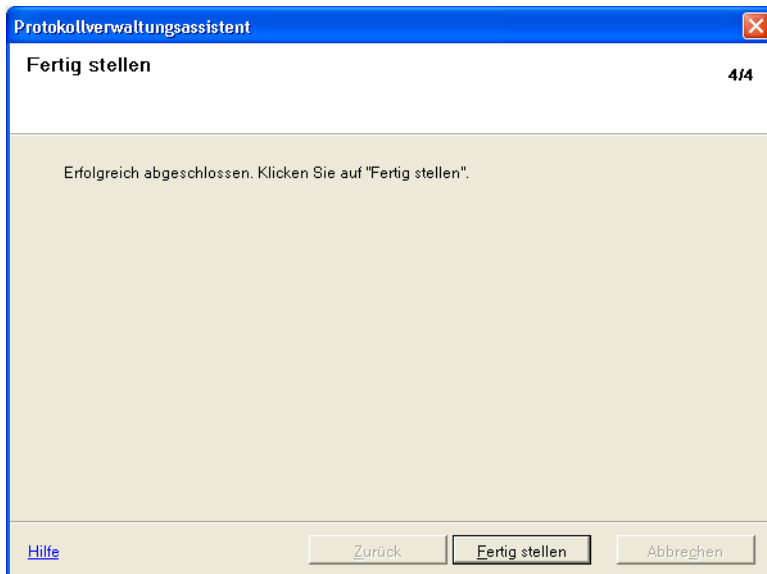 Protokollverwaltungsassistent
Fertig stellen
4/4
Erfolgreich abgeschlossen. Klicken Sie auf "Fertig stellen".
Hilfe
Zurück
Fertig stellen
Abbrechen